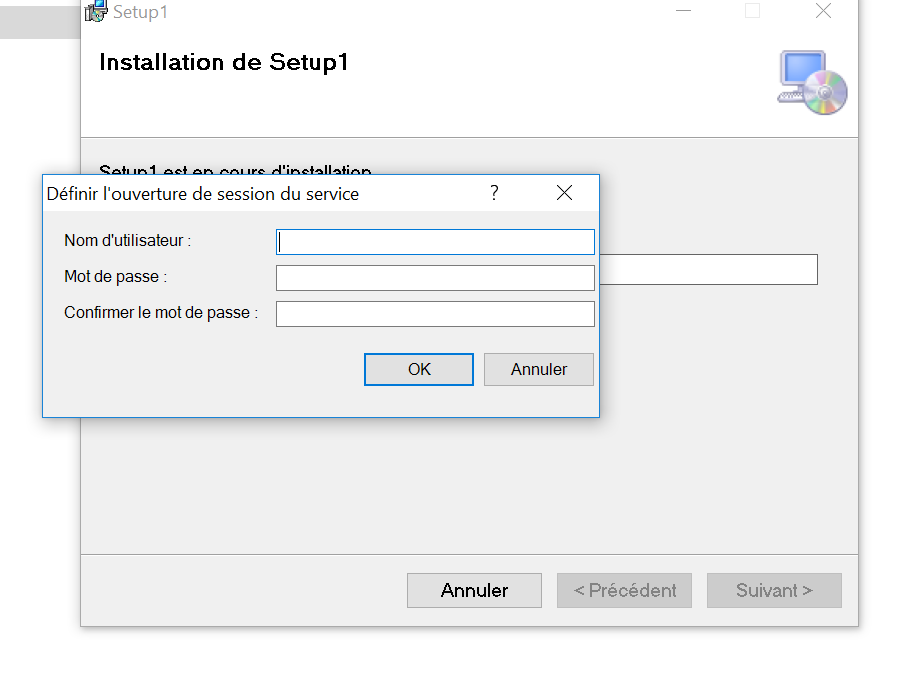 Setup1
Installation de Setup1
Setup1 est en cours d'installation
Définir l'ouverture de session du service
?
Nom d'utilisateur :
Mot de passe :
Confirmer le mot de passe :
OK Annuler
Annuler < Précédent Suivant >